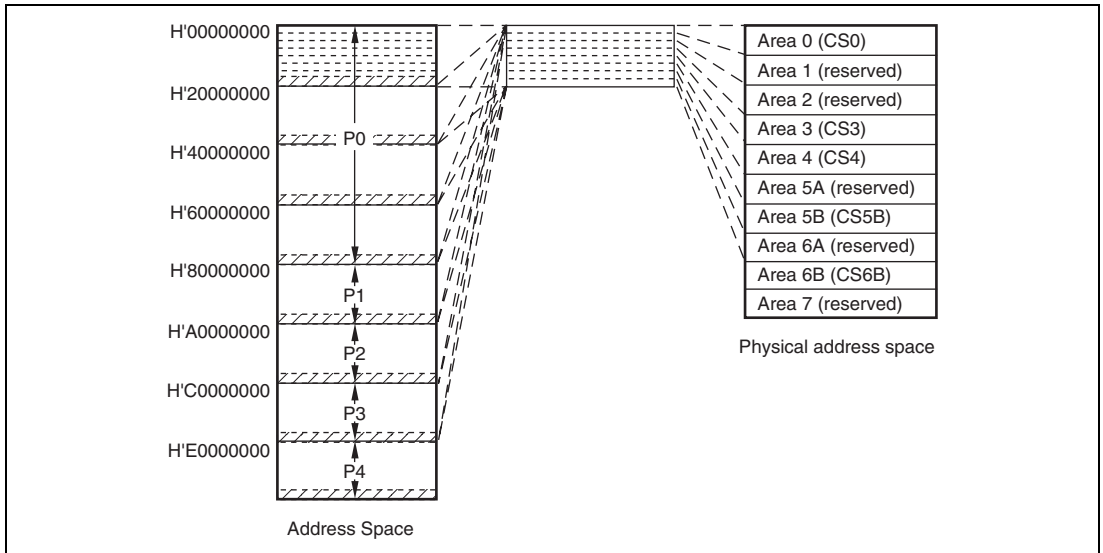 H'00000000
H'20000000
H'40000000
H'60000000
H'80000000
H'A0000000
H'C0000000
H'E0000000
P0
P1
P2
P3
P4
Address Space
Area 0 (CS0)
Area 1 (reserved)
Area 2 (reserved)
Area 3 (CS3)
Area 4 (CS4)
Area 5A (reserved)
Area 5B (CS5B)
Area 6A (reserved)
Area 6B (CS6B)
Area 7 (reserved)
Physical address space